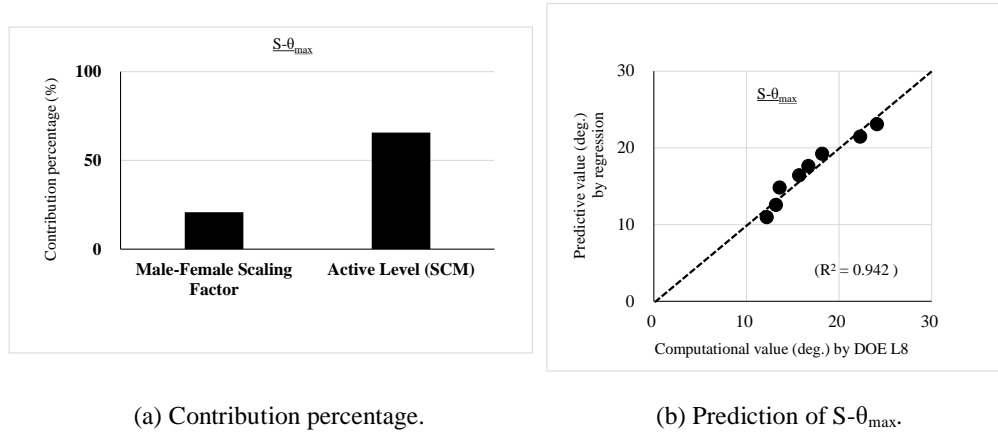 S-θmax
Contribution percentage (%)
100
50
0
Male-Female Scaling
Factor
Active Level (SCM)
(a) Contribution percentage.
S-θmax
Predictive value (deg.)
by regression
30
20
10
0
(R² = 0.942 )
0 10 20 30
Computational value (deg.) by DOE L8
(b) Prediction of S-θmax.